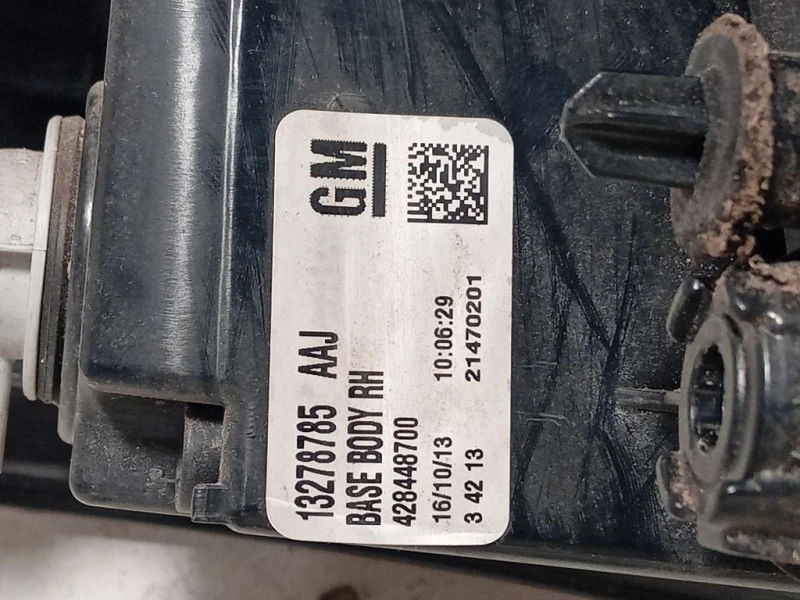 GM
13278785 AAJ
BASE BODY RH
428448700
16/10/13 10:06:29
3 42 13 21470201